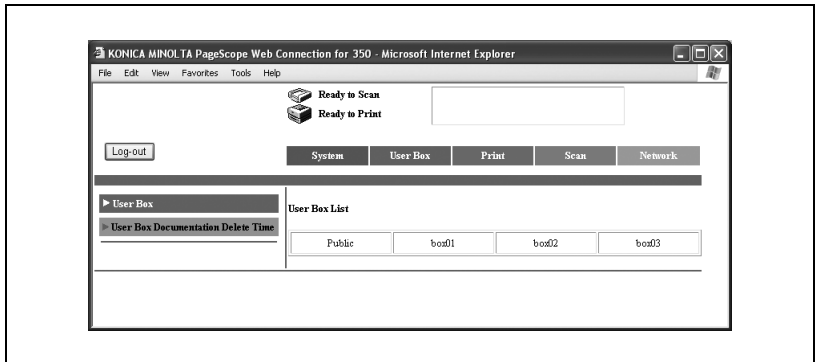 KONICA MINOLTA PageScope Web Connection for 350 - Microsoft Internet Explorer
File Edit View Favorites Tools Help
Ready to Scan
Ready to Print
Log-out
System User Box Print Scan Network
User Box
User Box Documentation Delete Time
User Box List
Public box01 box02 box03